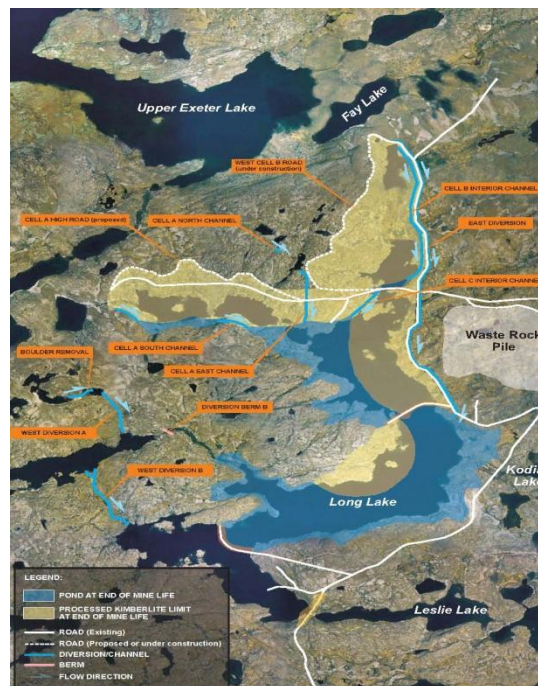 Upper Exeter Lake
Fay Lake
WEST CELL B ROAD
(under construction)
CELL B INTERIOR CHANNEL
CELL A HIGH ROAD (proposed)
CELL A NORTH CHANNEL
EAST DIVERSION
CELL C INTERIOR CHANNEL
Waste Rock
Pile
CELL A SOUTH CHANNEL
BOULDER REMOVAL
CELL A EAST CHANNEL
DIVERSION BERM B
WEST DIVERSION A
WEST DIVERSION B
Kodia
Lake
Long Lake
Leslie Lake
LEGEND:
POND AT END OF MINE LIFE
PROCESSED KIMBERLITE LIMIT
AT END OF MINE LIFE
ROAD (Existing)
ROAD (Proposed or under construction)
DIVERSION/CHANNEL
BERM
FLOW DIRECTION